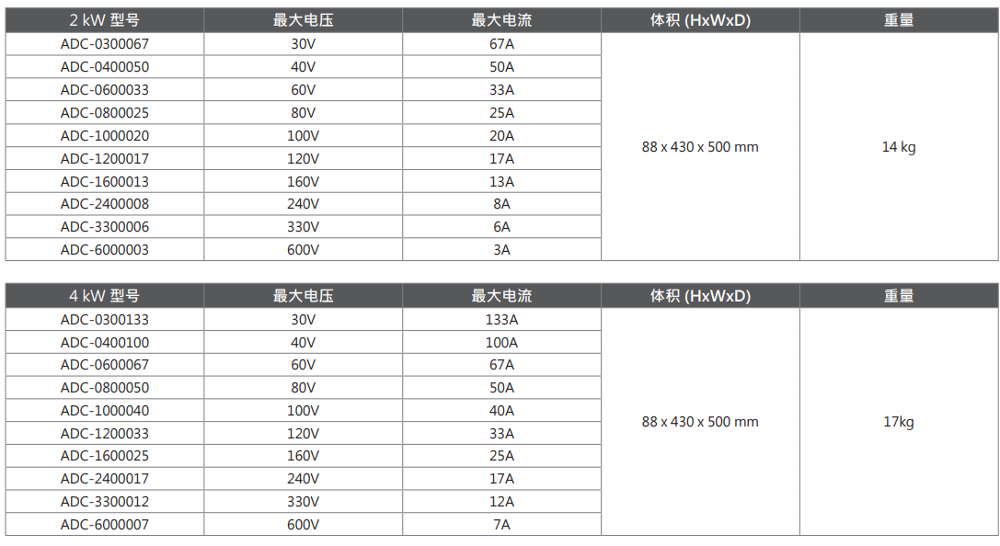 2 kW 型号 最大电压 最大电流 体积 (HxWxD) 重量
ADC-0300067 30V 67A
ADC-0400050 40V 50A
ADC-0600033 60V 33A
ADC-0800025 80V 25A
ADC-1000020 100V 20A
88 x 430 x 500 mm 14 kg
ADC-1200017 120V 17A
ADC-1600013 160V 13A
ADC-2400008 240V 8A
ADC-3300006 330V 6A
ADC-6000003 600V 3A
4 kW 型号 最大电压 最大电流 体积 (HxWxD) 重量
ADC-0300133 30V 133A
ADC-0400100 40V 100A
ADC-0600067 60V 67A
ADC-0800050 80V 50A
ADC-1000040 100V 40A
88 x 430 x 500 mm 17kg
ADC-1200033 120V 33A
ADC-1600025 160V 25A
ADC-2400017 240V 17A
ADC-3300012 330V 12A
ADC-6000007 600V 7A